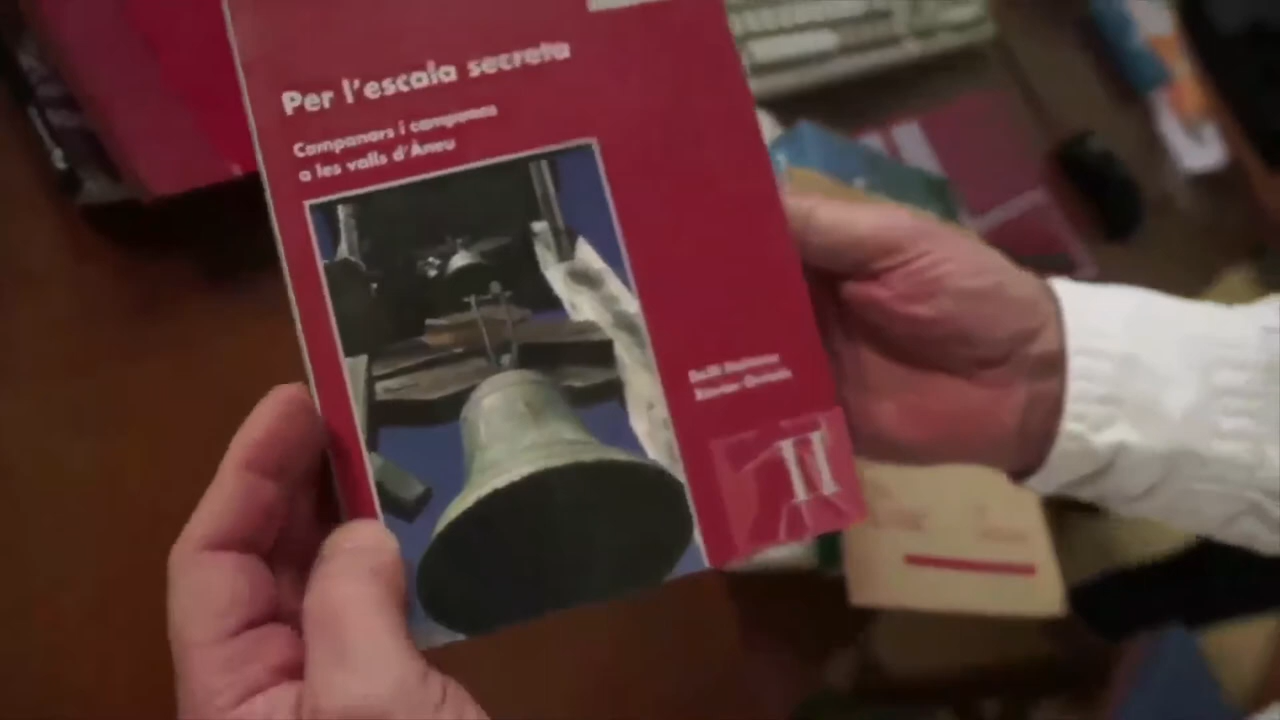 Per l'escala secreta
Campanars i campanes
a les valls d'Àneu